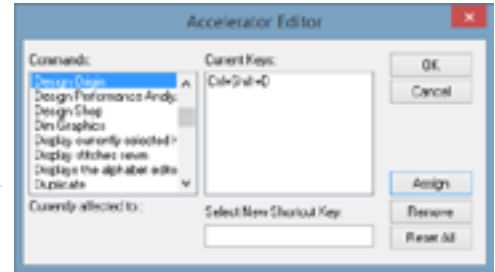 Accelerator Editor
Commands:
Design Origin
Design Performance Analy
Design Shop
Dim Graphics
Display currently selected
Display stitches sewn
Displays the alphabet edito
Duplicate
Current Keys:
Ctrl+Shift+D
OK
Cancel
Assign
Remove
Reset All
Currently affected to :
Select New Shortcut Key: